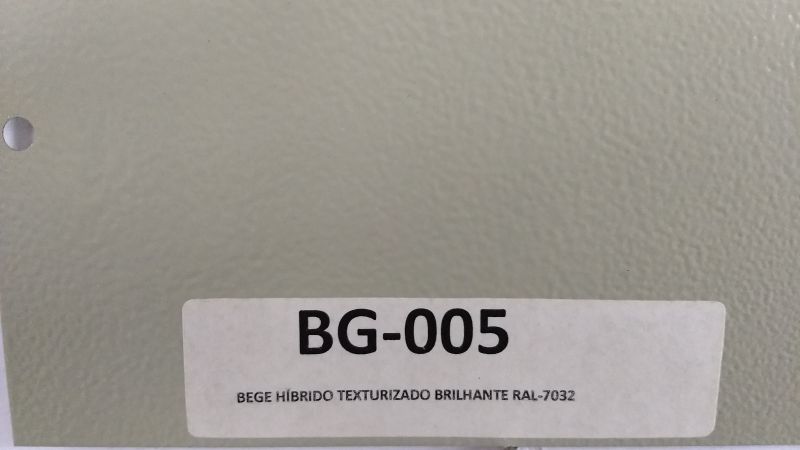 BG-005
BEGE HÍBRIDO TEXTURIZADO BRILHANTE RAL-7032